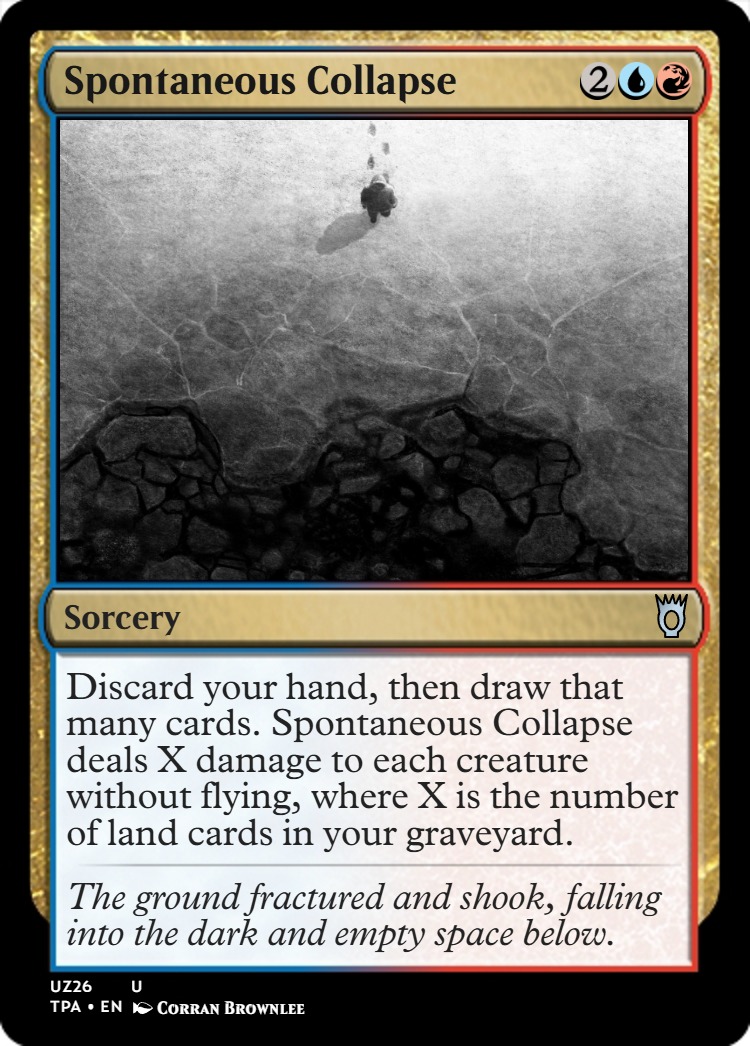 Spontaneous Collapse 2
Sorcery
Discard your hand, then draw that
many cards. Spontaneous Collapse
deals X damage to each creature
without flying, where X is the number
of land cards in your graveyard.
The ground fractured and shook, falling
into the dark and empty space below.
UZ26 U
TPA • EN Corran Brownlee